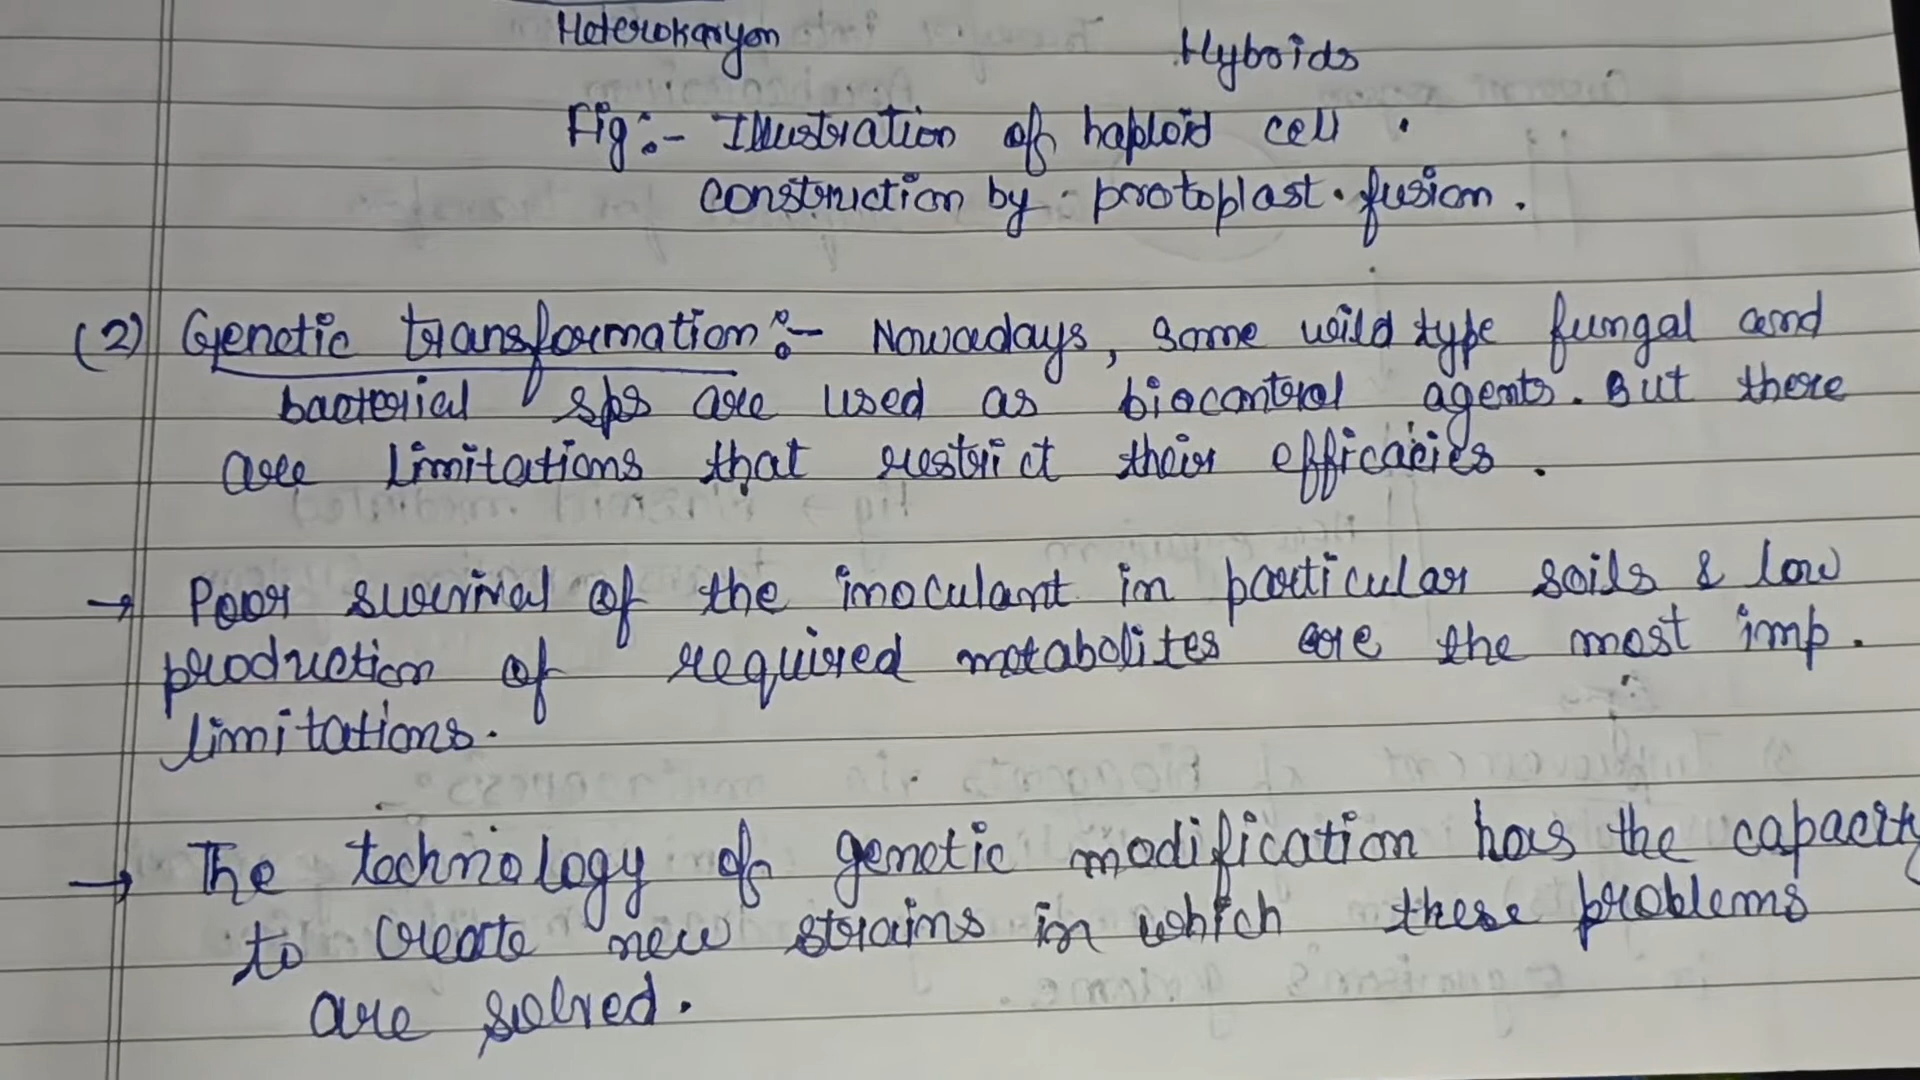 Heterokaryon Hybrids
Fig:- Illustration of haploid cell
construction by protoplast fusion.
(2) Genetic transformation:- Nowadays, some wild type fungal and
bacterial sps are used as biocontrol agents. But there
are limitations that restrict their efficacies.
→ Poor survival of the inoculant in particular soils & low
production of required metabolites are the most imp.
limitations.
→ The technology of genetic modification has the capacity
to create new strains in which these problems
are solved.